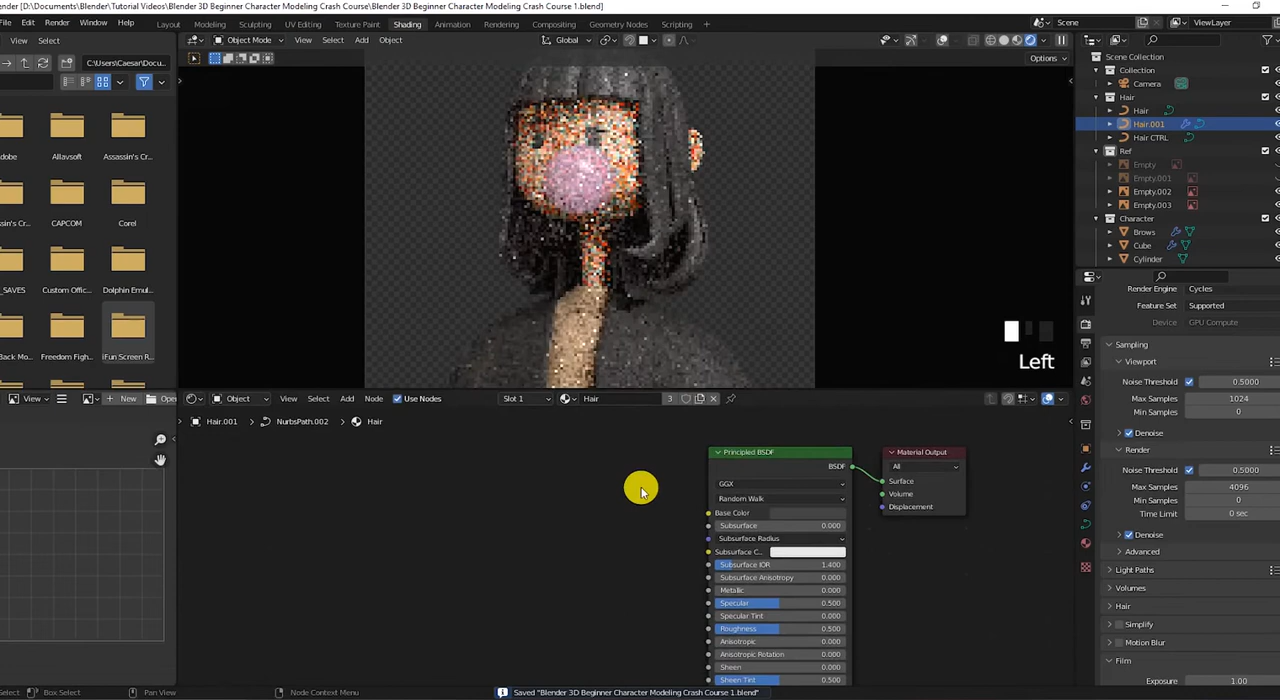 ender [D:\Documents\Blender\Tutorial Videos\Blender 3D Beginner Character Modeling Crash Course\Blender 3D Beginner Character Modeling Crash Course 1.blend]
File Edit Render Window Help
Layout Modeling Sculpting UV Editing Texture Paint Shading Animation Rendering Compositing Geometry Nodes Scripting +
Scene
ViewLayer
View Select
Object Mode View Select Add Object
Global
C:\Users\Caesar\Docu...
Options
dobe Allavsoft Assassin's Cr...
ssin's Cr... CAPCOM Corel
_SAVES Custom Offic... Dolphin Emul...
Back Mo... Freedom Figh... iFun Screen R...
Left
Scene Collection
Collection
Camera
Hair
Hair
Hair.001
Hair CTRL
Ref
Empty
Empty.001
Empty.002
Empty.003
Character
Brows
Cube
Cylinder
Render Engine Cycles
Feature Set Supported
Device GPU Compute
Sampling
Viewport
Noise Threshold 0.5000
Max Samples 1024
Min Samples 0
Denoise
Render
Noise Threshold 0.5000
Max Samples 4096
Min Samples 0
Time Limit 0 sec
Denoise
Advanced
Light Paths
Volumes
Hair
Simplify
Motion Blur
Film
Exposure 1.00
View
New
Ope
Object View Select Add Node Use Nodes Slot 1 Hair 3
Hair.001 NurbsPath.002 Hair
Principled BSDF
BSDF
GGX
Random Walk
Base Color
Subsurface 0.000
Subsurface Radius
Subsurface C...
Subsurface IOR 1.400
Subsurface Anisotropy 0.000
Metallic 0.000
Specular 0.500
Specular Tint 0.000
Roughness 0.500
Anisotropic 0.000
Anisotropic Rotation 0.000
Sheen 0.000
Sheen Tint 0.500
Material Output
All
Surface
Volume
Displacement
Select Box Select Pan View Node Context Menu Saved "Blender 3D Beginner Character Modeling Crash Course 1.blend"